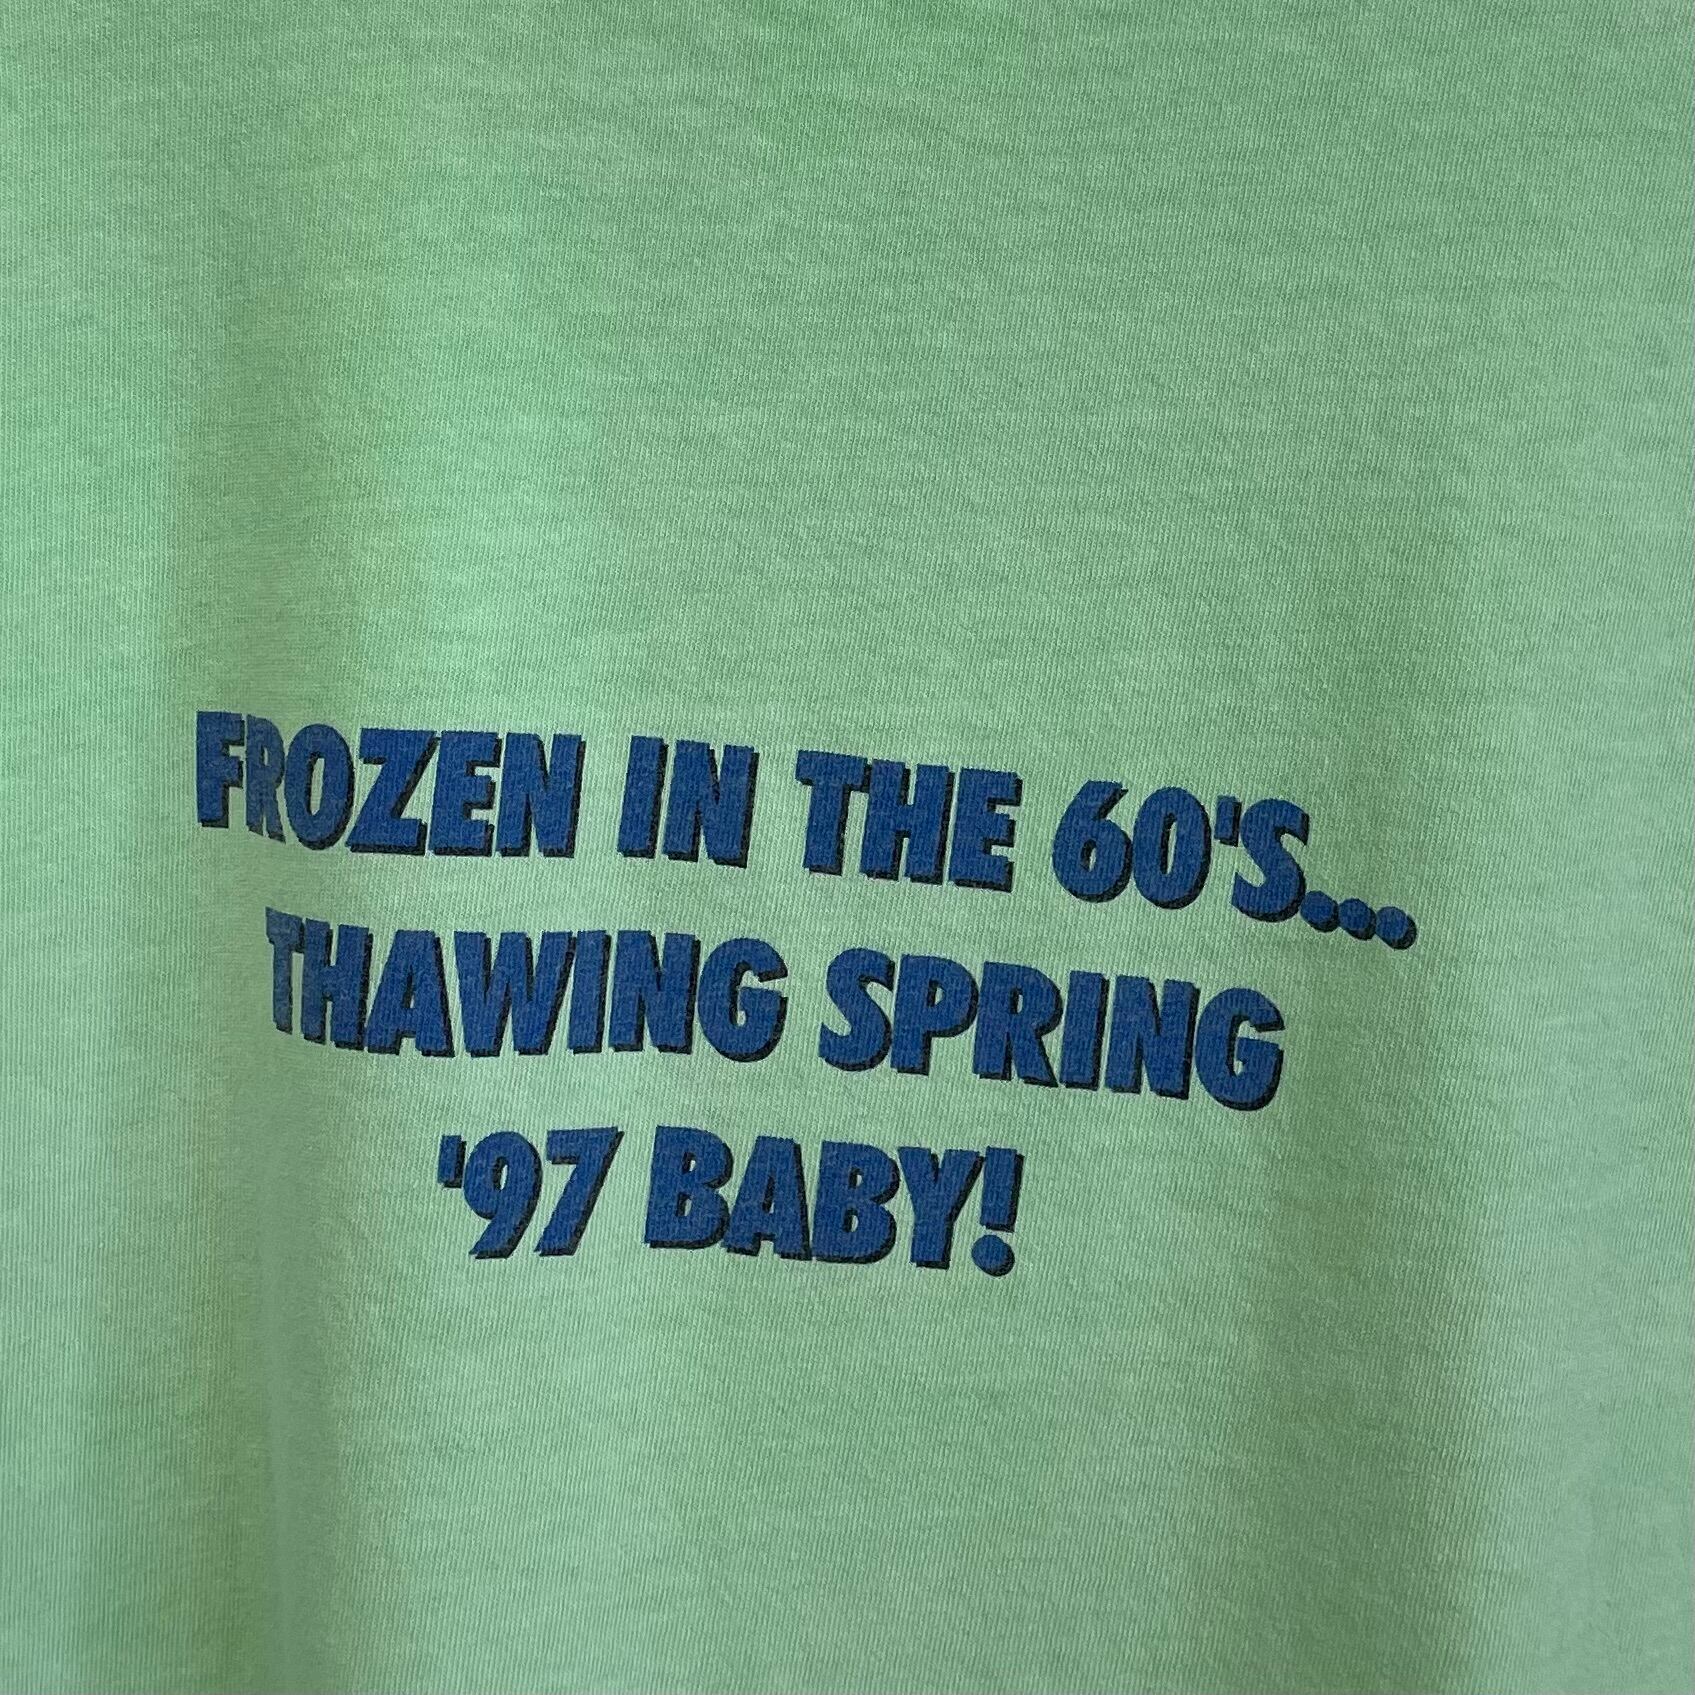 FROZEN IN THE 60'S....
THAWING SPRING
'97 BABY!